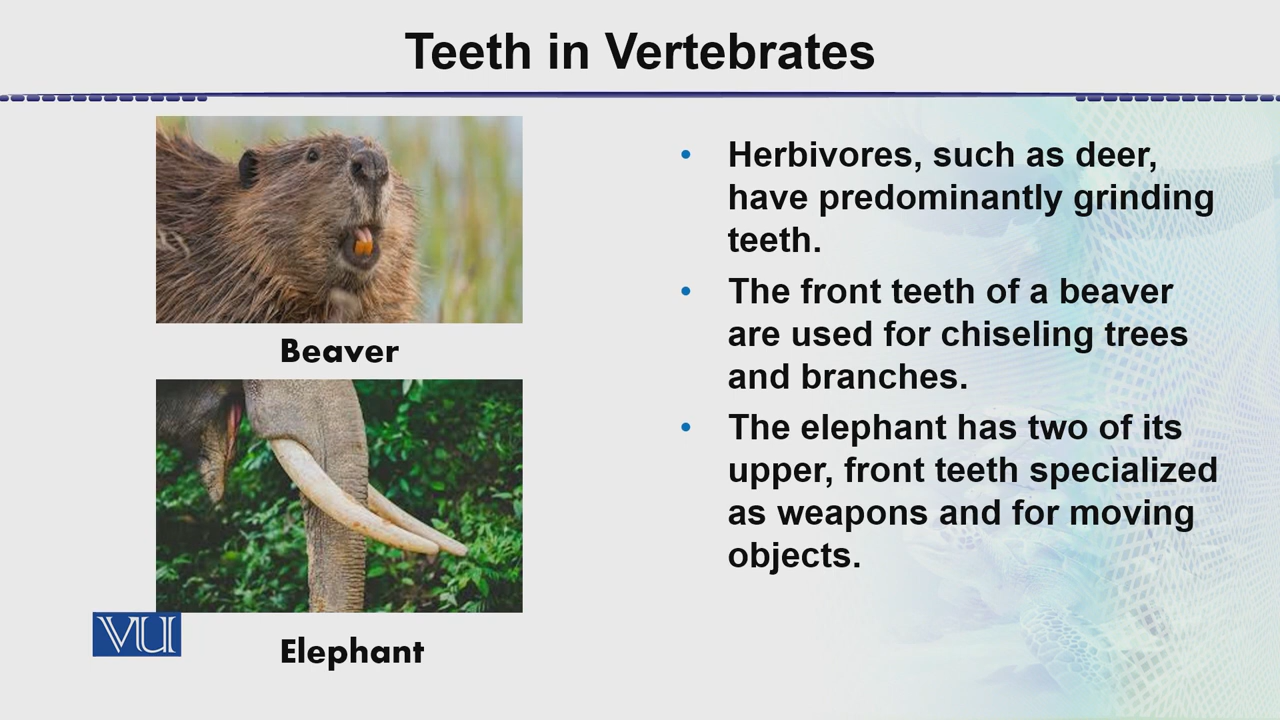 Teeth in Vertebrates
Beaver
Elephant
VU
• Herbivores, such as deer,
have predominantly grinding
teeth.
• The front teeth of a beaver
are used for chiseling trees
and branches.
• The elephant has two of its
upper, front teeth specialized
as weapons and for moving
objects.